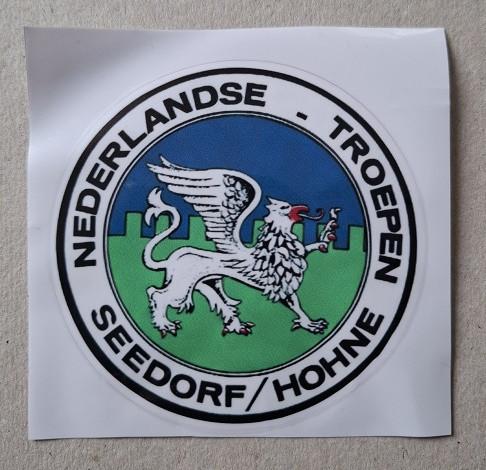 NEDERLANDSE - TROEPEN
SEEDORF/HOHNE